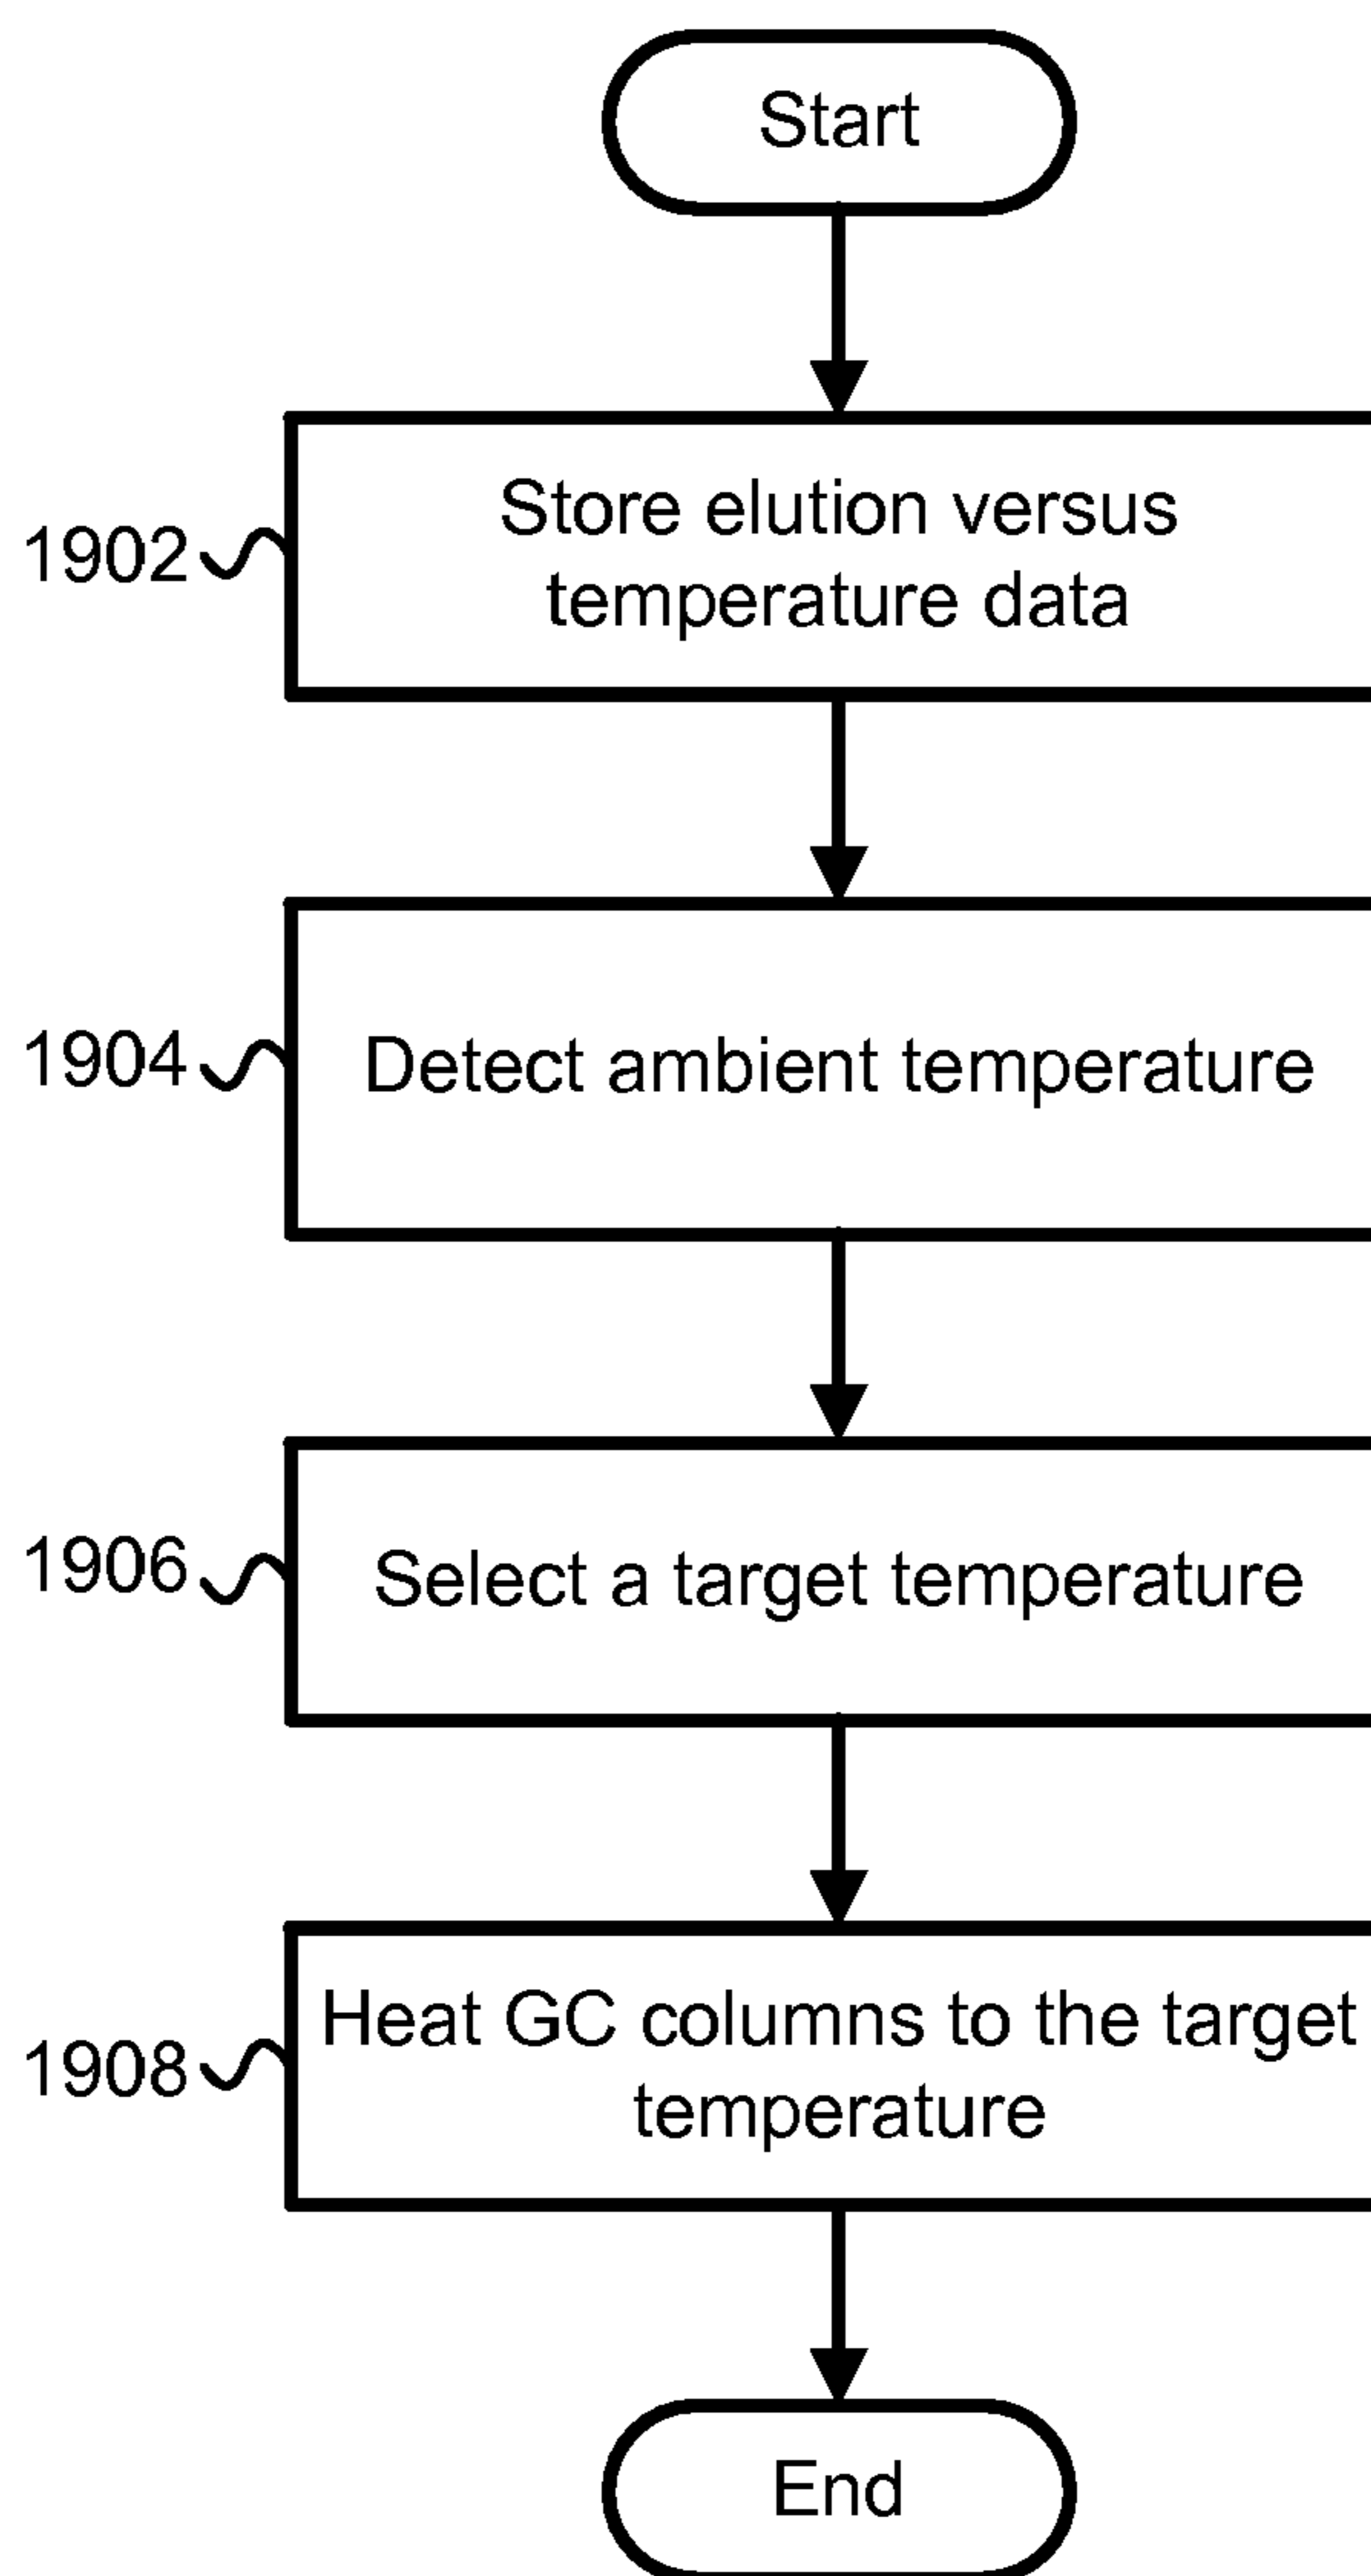 Start
1902
Store elution versus
temperature data
1904
Detect ambient temperature
1906
Select a target temperature
1908
Heat GC columns to the target
temperature
End